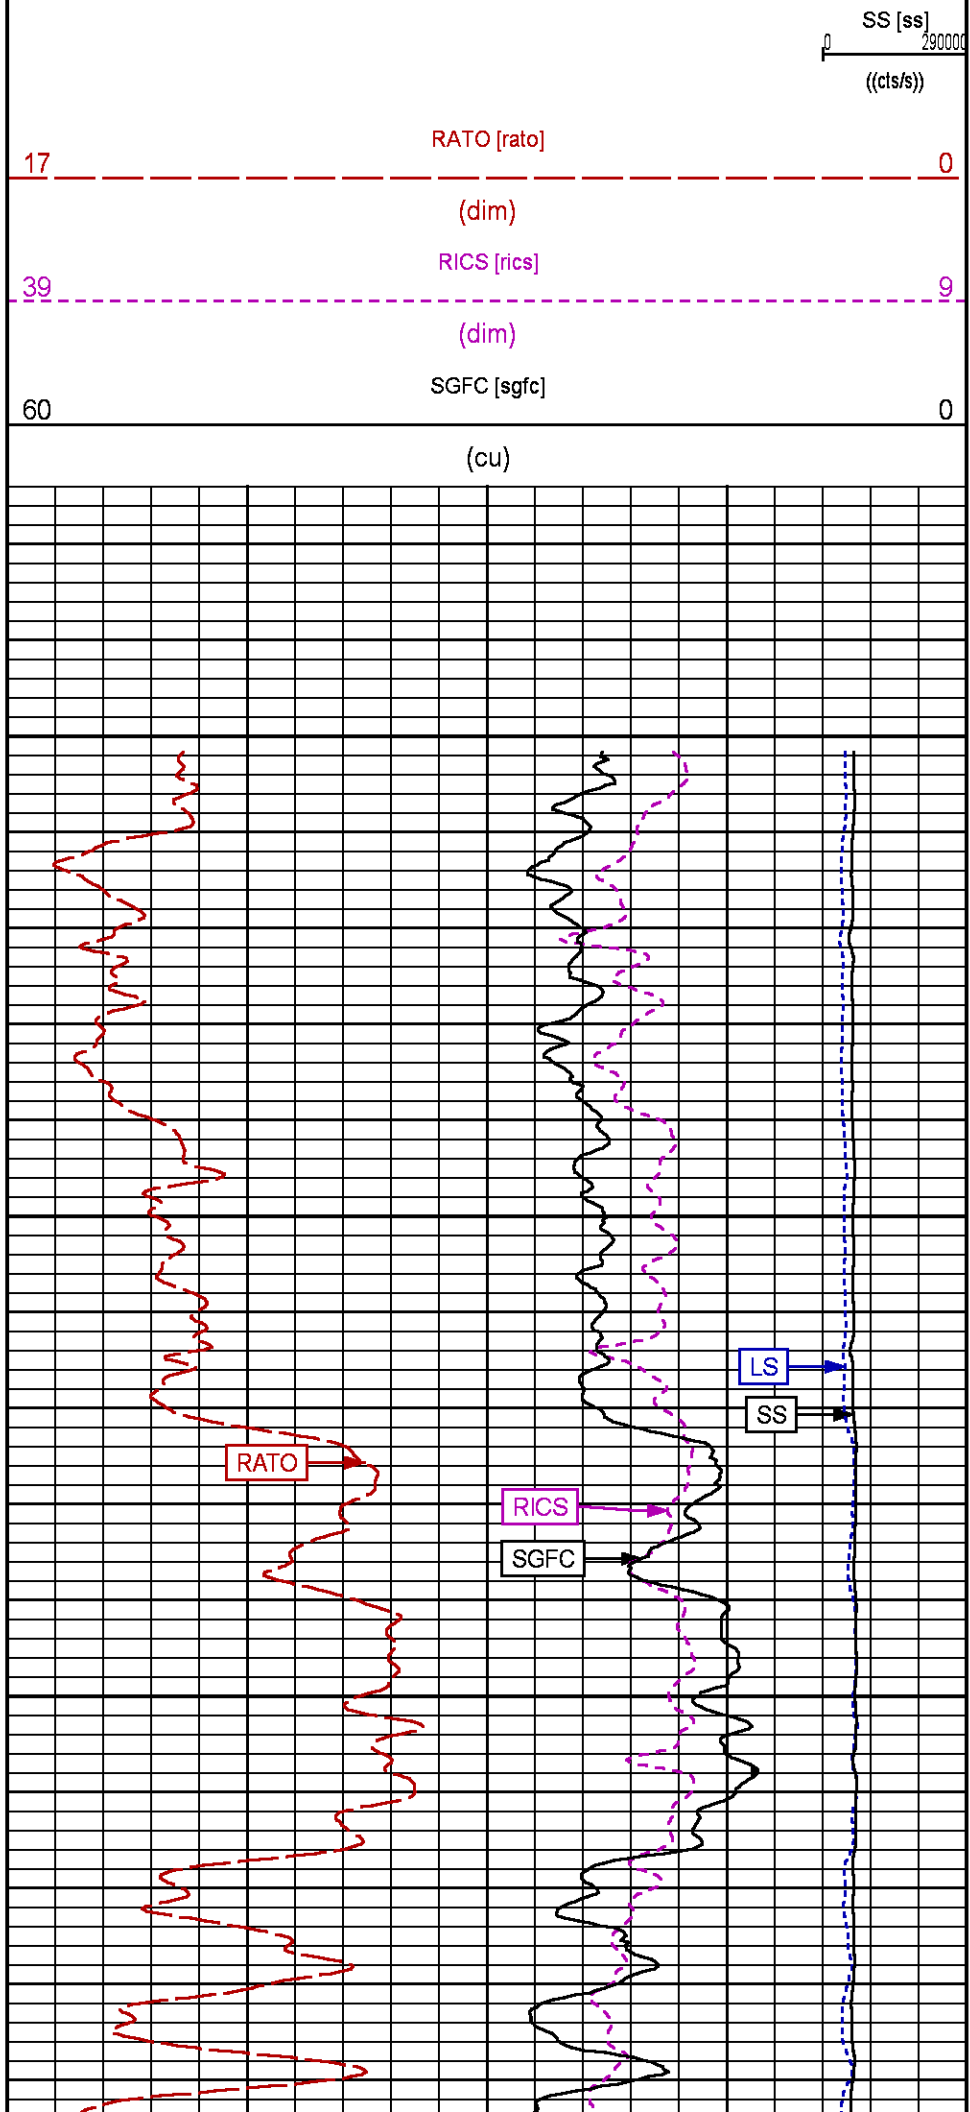 SS [ss]
0 290000
((cts/s))
RATO [rato]
17 0
(dim)
RICS [rics]
39 9
(dim)
SGFC [sgfc]
60 0
(cu)
LS
SS
RATO
RICS
SGFC